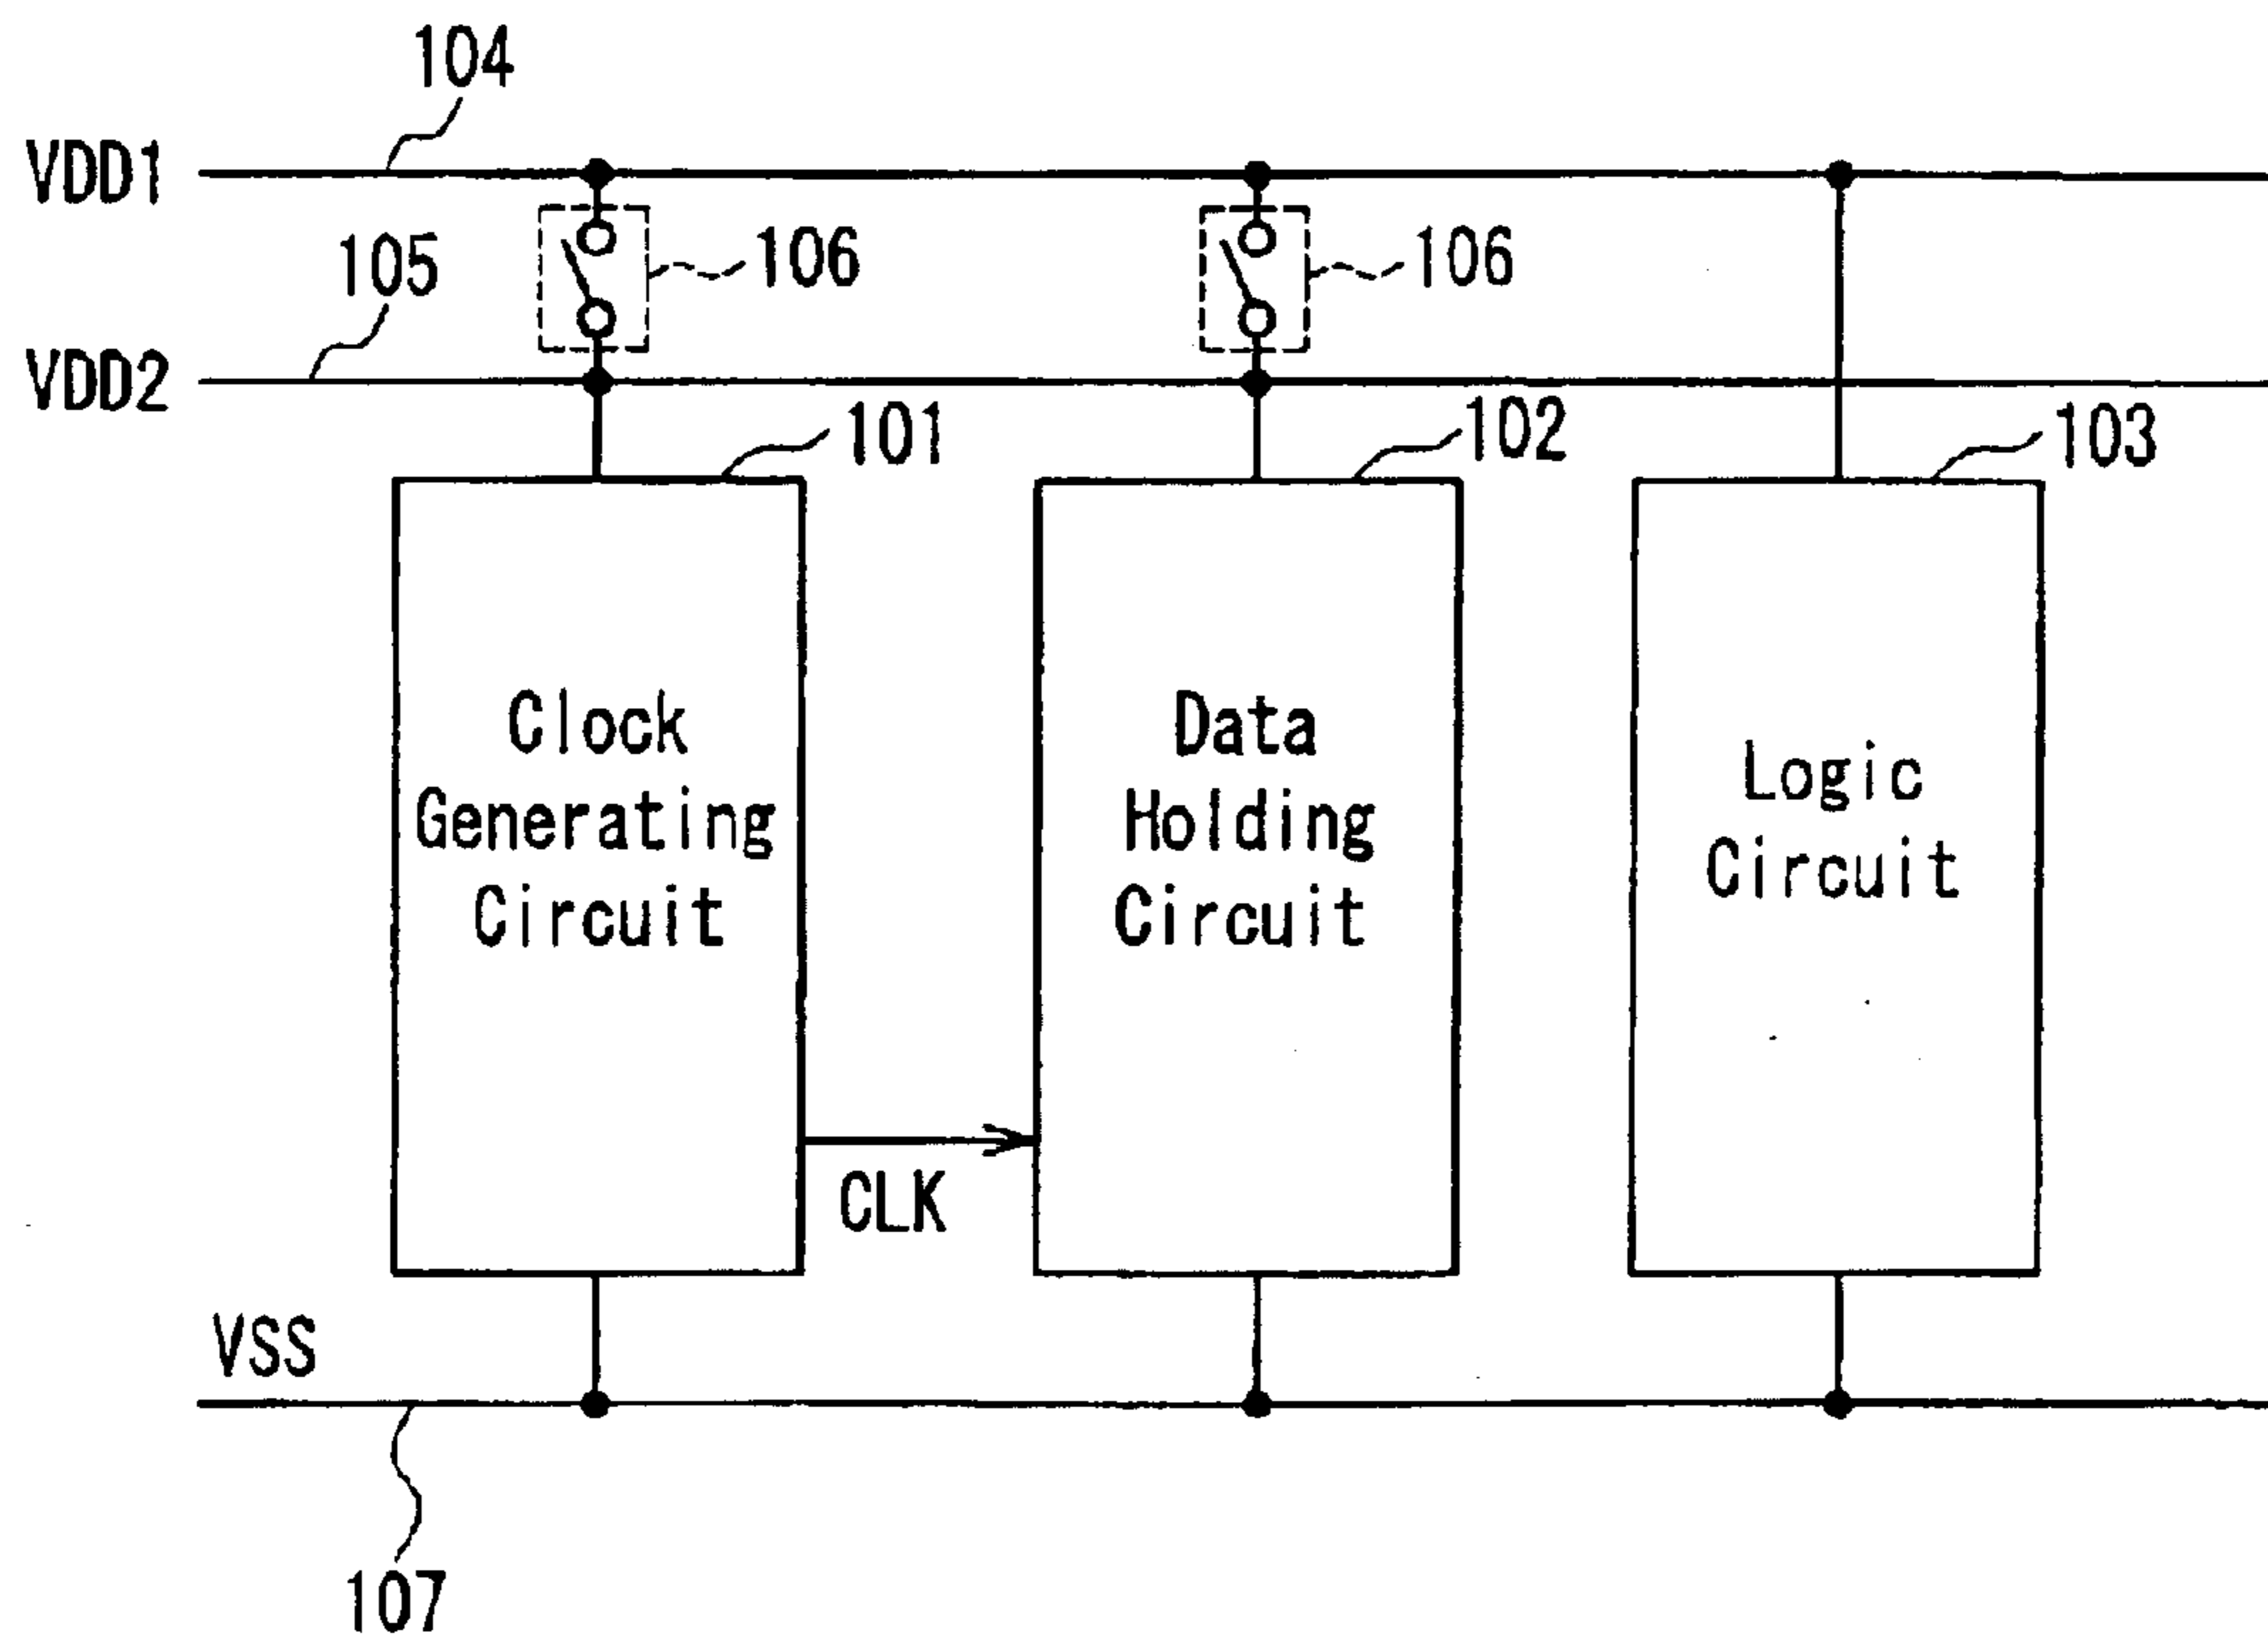 104
VDD1
105
106
106
VDD2
101
102
103
Clock
Generating
Circuit
Data
Holding
Circuit
Logic
Circuit
CLK
VSS
107